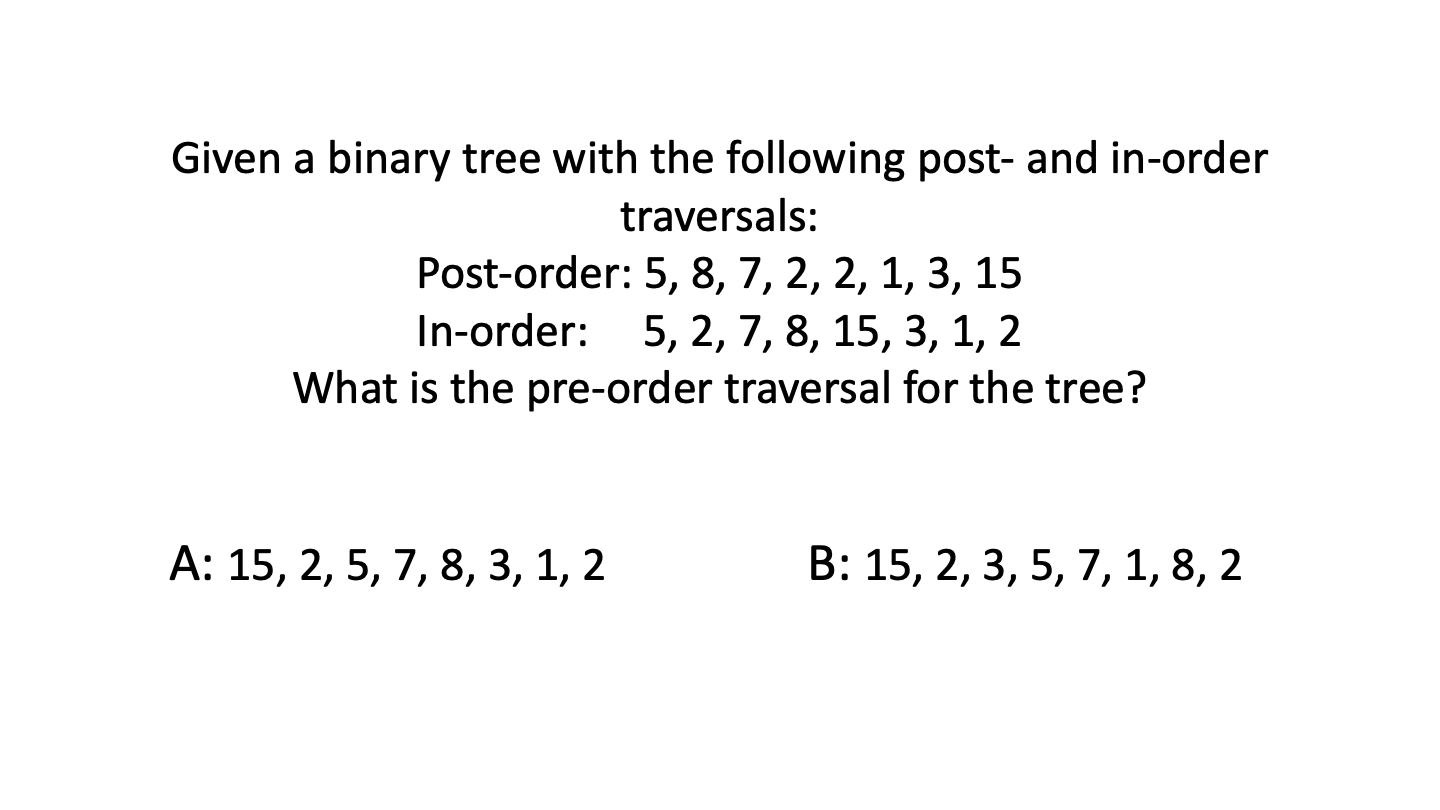 Given a binary tree with the following post- and in-order
traversals:
Post-order: 5, 8, 7, 2, 2, 1, 3, 15
In-order: 5, 2, 7, 8, 15, 3, 1, 2
What is the pre-order traversal for the tree?
A: 15, 2, 5, 7, 8, 3, 1, 2
B: 15, 2, 3, 5, 7, 1, 8, 2